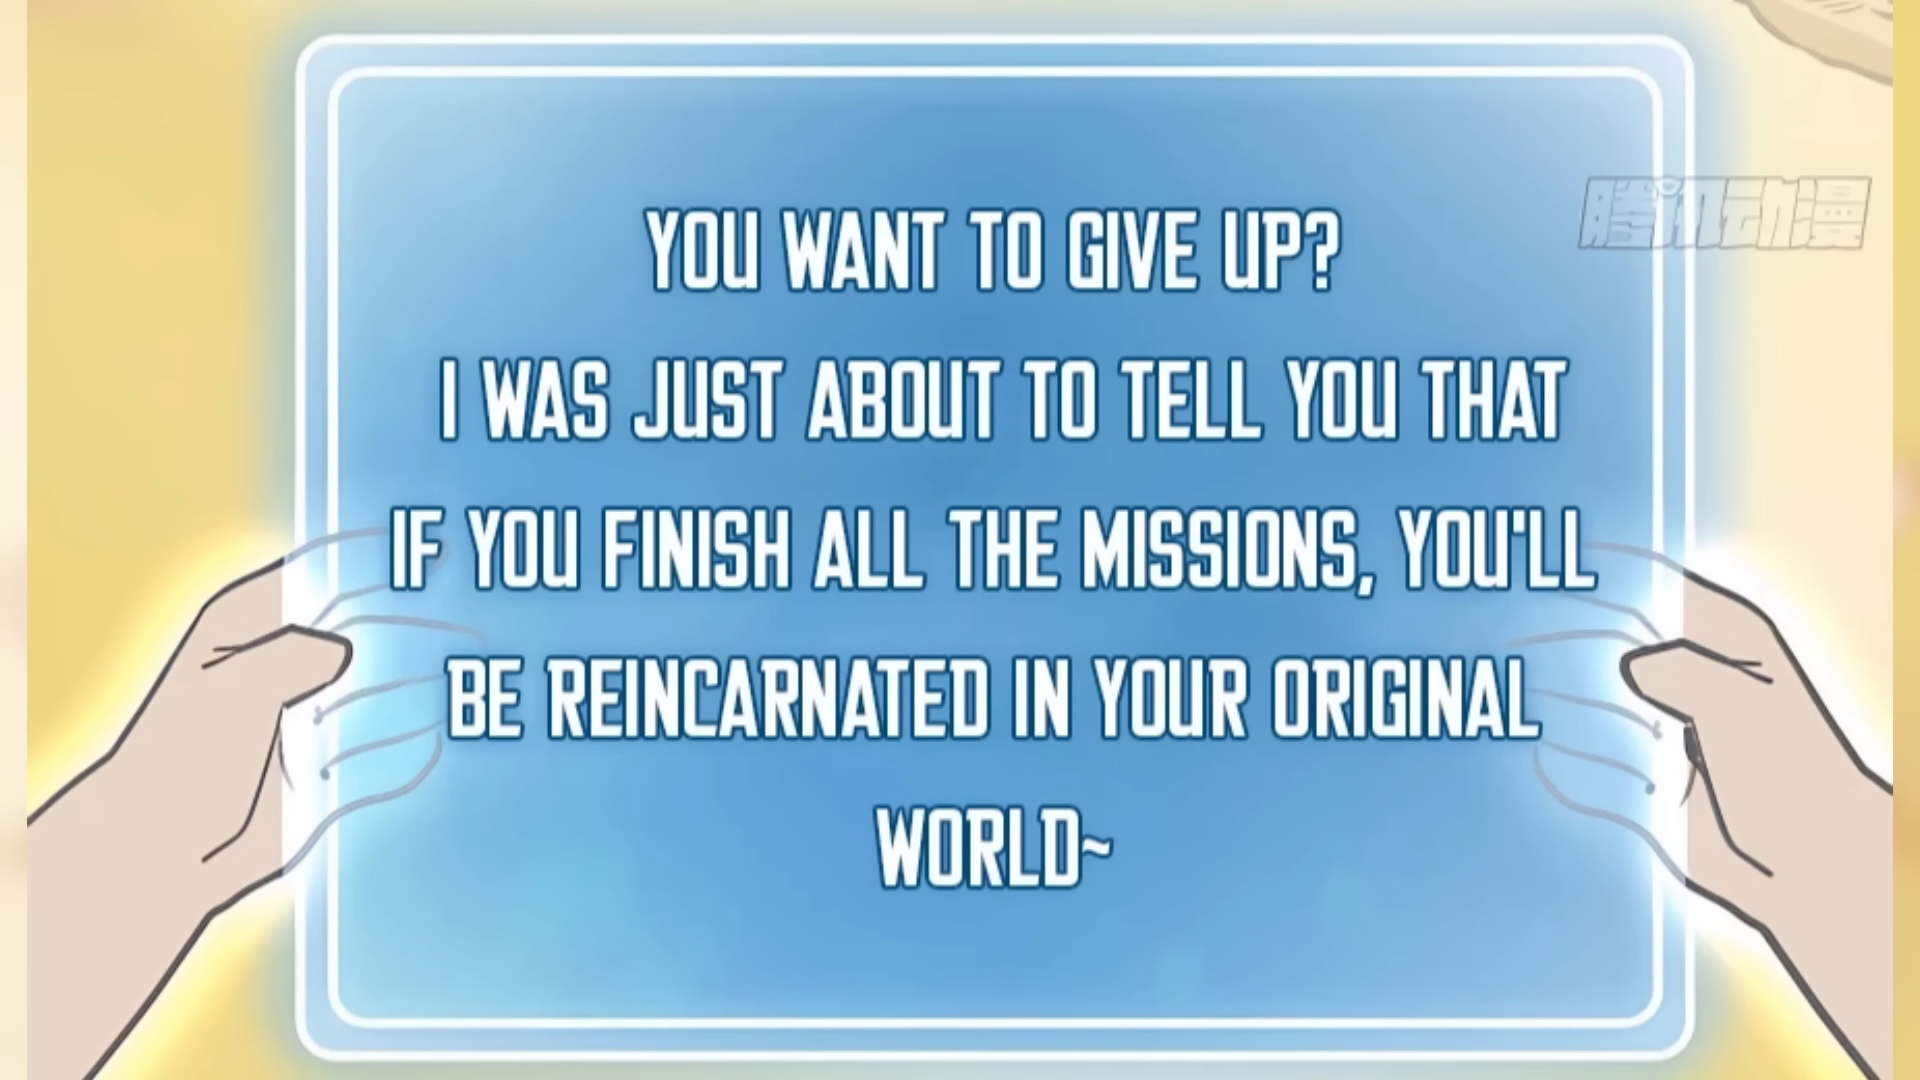 YOU WANT TO GIVE UP?
I WAS JUST ABOUT TO TELL YOU THAT
IF YOU FINISH ALL THE MISSIONS, YOU'LL
BE REINCARNATED IN YOUR ORIGINAL
WORLD~
腾讯动漫